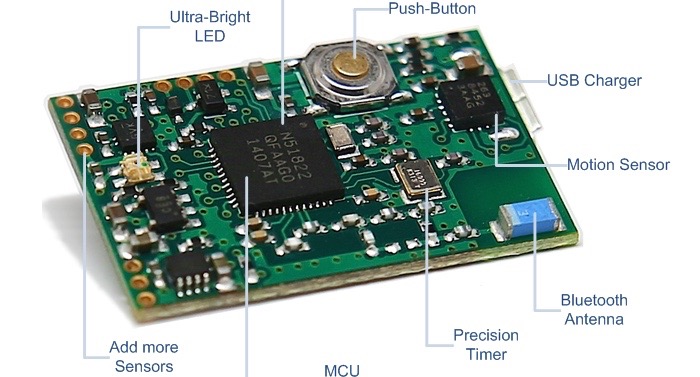 Ultra-Bright
LED
Push-Button
USB Charger
Motion Sensor
N51822
QFAAG0
1407AT
Bluetooth
Antenna
Precision
Timer
Add more
Sensors
MCU